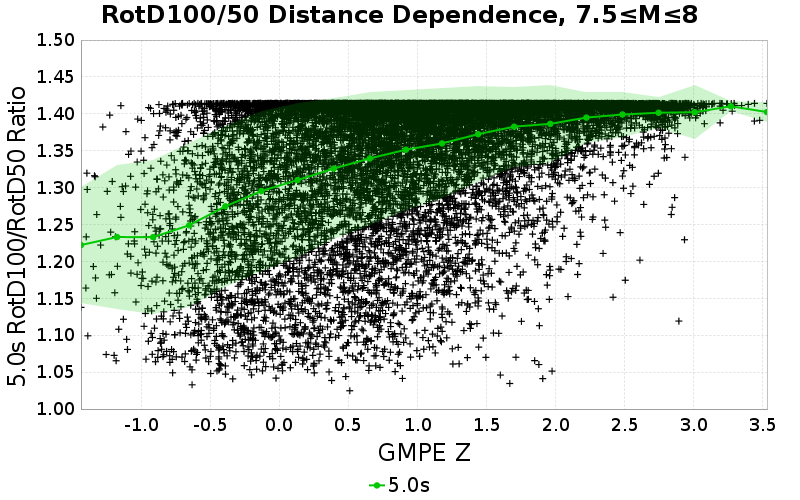 RotD100/50 Distance Dependence, 7.5≤M≤8
5.0s RotD100/RotD50 Ratio
1.50
1.45
1.40
1.35
1.30
1.25
1.20
1.15
1.10
1.05
1.00
-1.0 -0.5 0.0 0.5 1.0 1.5 2.0 2.5 3.0 3.5
GMPE Z
5.0s